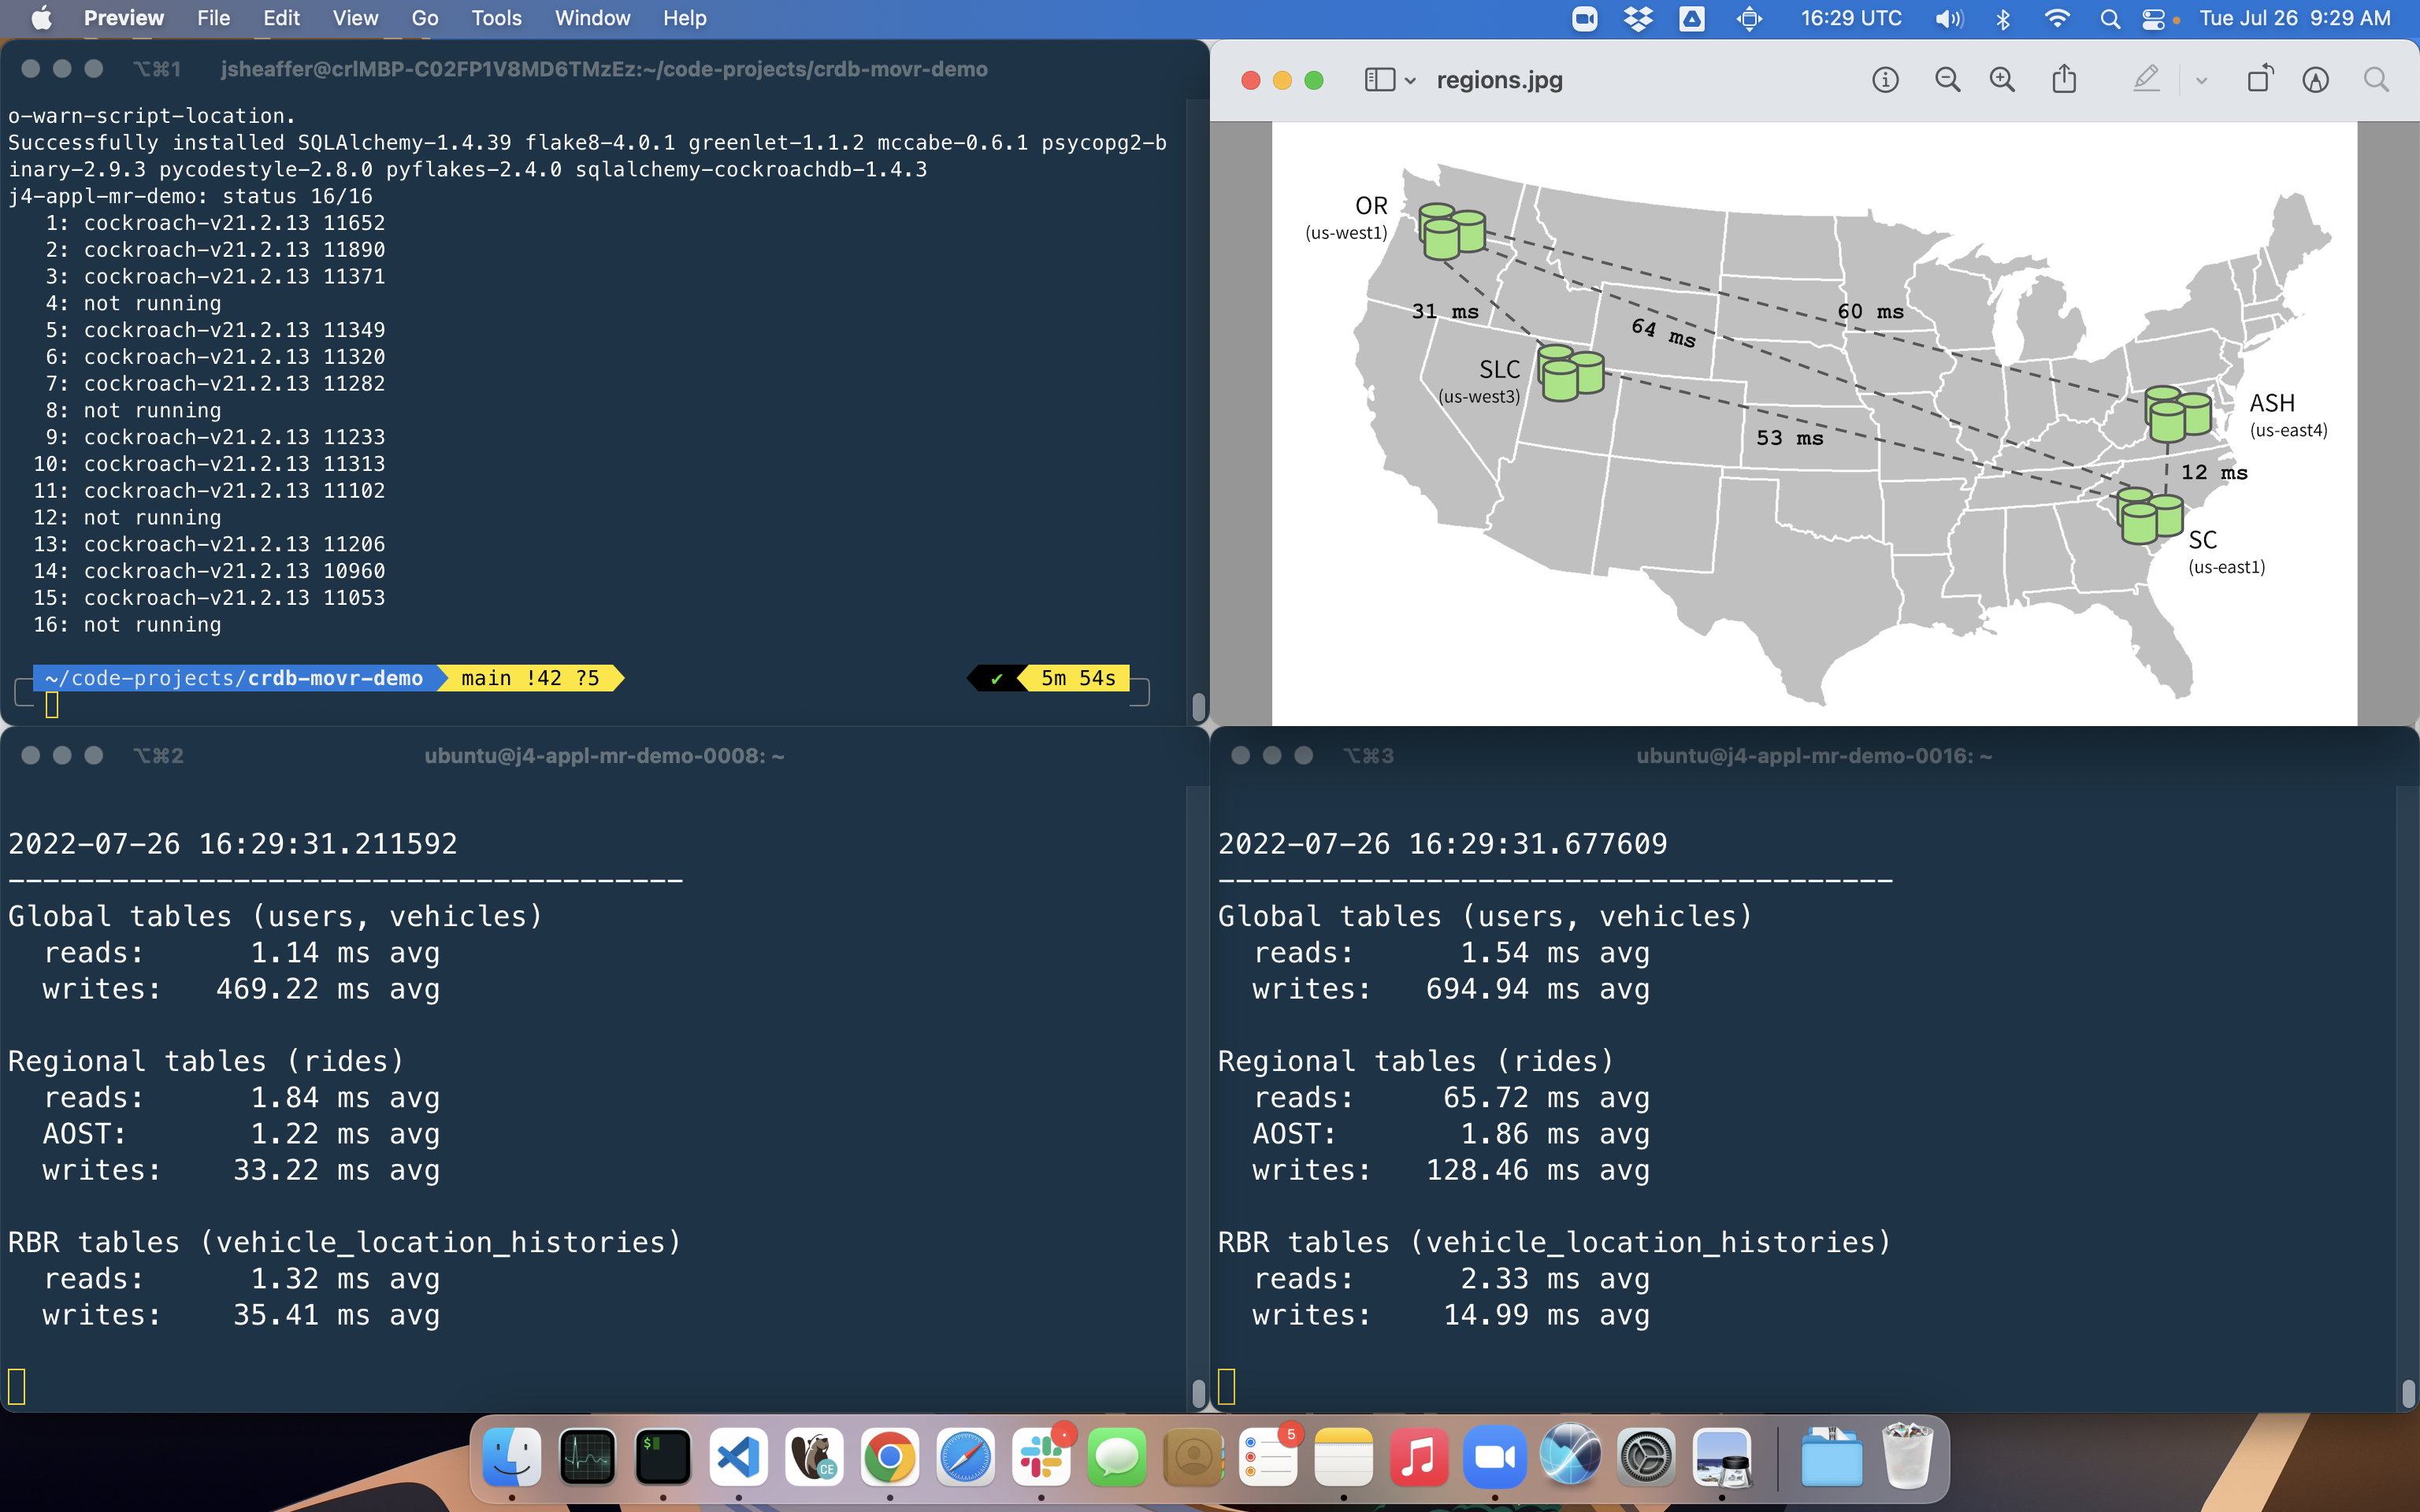 Preview File Edit View Go Tools Window Help 16:29 UTC Tue Jul 26 9:29 AM
⌥⌘1 jsheaffer@crlMBP-C02FP1V8MD6TMzEz:~/code-projects/crdb-movr-demo
o-warn-script-location.
Successfully installed SQLAlchemy-1.4.39 flake8-4.0.1 greenlet-1.1.2 mccabe-0.6.1 psycopg2-b
inary-2.9.3 pycodestyle-2.8.0 pyflakes-2.4.0 sqlalchemy-cockroachdb-1.4.3
j4-appl-mr-demo: status 16/16
1: cockroach-v21.2.13 11652
2: cockroach-v21.2.13 11890
3: cockroach-v21.2.13 11371
4: not running
5: cockroach-v21.2.13 11349
6: cockroach-v21.2.13 11320
7: cockroach-v21.2.13 11282
8: not running
9: cockroach-v21.2.13 11233
10: cockroach-v21.2.13 11313
11: cockroach-v21.2.13 11102
12: not running
13: cockroach-v21.2.13 11206
14: cockroach-v21.2.13 10960
15: cockroach-v21.2.13 11053
16: not running
~/code-projects/crdb-movr-demo main !42 ?5 ✔ 5m 54s
regions.jpg
OR
(us-west1)
31 ms
64 ms
60 ms
SLC
(us-west3)
53 ms
ASH
(us-east4)
12 ms
SC
(us-east1)
⌥⌘2 ubuntu@j4-appl-mr-demo-0008: ~
2022-07-26 16:29:31.211592
---------------------------------------
Global tables (users, vehicles)
reads: 1.14 ms avg
writes: 469.22 ms avg
Regional tables (rides)
reads: 1.84 ms avg
AOST: 1.22 ms avg
writes: 33.22 ms avg
RBR tables (vehicle_location_histories)
reads: 1.32 ms avg
writes: 35.41 ms avg
⌥⌘3 ubuntu@j4-appl-mr-demo-0016: ~
2022-07-26 16:29:31.677609
---------------------------------------
Global tables (users, vehicles)
reads: 1.54 ms avg
writes: 694.94 ms avg
Regional tables (rides)
reads: 65.72 ms avg
AOST: 1.86 ms avg
writes: 128.46 ms avg
RBR tables (vehicle_location_histories)
reads: 2.33 ms avg
writes: 14.99 ms avg
$
CE
5